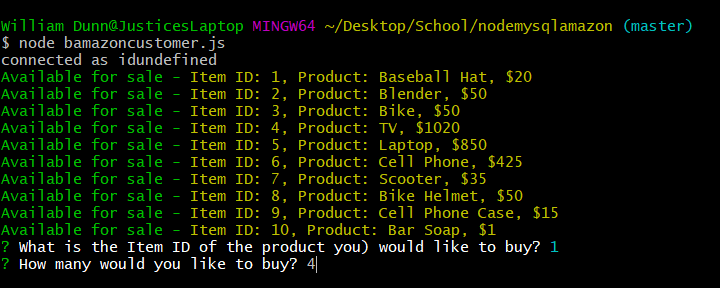 William Dunn@JusticesLaptop MINGW64 ~/Desktop/School/nodemysqlamazon (master)
$ node bamazoncustomer.js
connected as idundefined
Available for sale - Item ID: 1, Product: Baseball Hat, $20
Available for sale - Item ID: 2, Product: Blender, $50
Available for sale - Item ID: 3, Product: Bike, $50
Available for sale - Item ID: 4, Product: TV, $1020
Available for sale - Item ID: 5, Product: Laptop, $850
Available for sale - Item ID: 6, Product: Cell Phone, $425
Available for sale - Item ID: 7, Product: Scooter, $35
Available for sale - Item ID: 8, Product: Bike Helmet, $50
Available for sale - Item ID: 9, Product: Cell Phone Case, $15
Available for sale - Item ID: 10, Product: Bar Soap, $1
? What is the Item ID of the product you) would like to buy? 1
? How many would you like to buy? 4